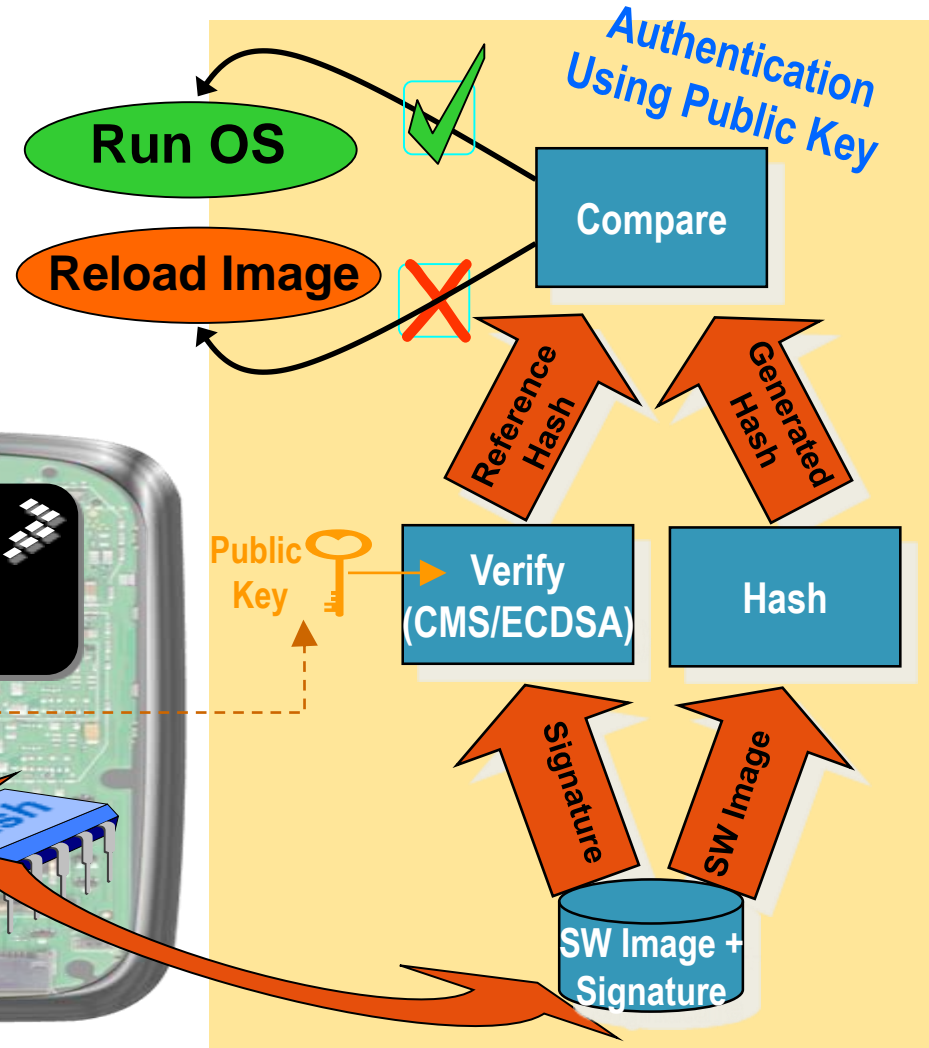 Authentication
Using Public Key
Run OS
Compare
Reload Image
Reference
Hash
Generated
Hash
Public
Key
Verify
(CMS/ECDSA)
Hash
Signature
SW Image
SW Image +
Signature